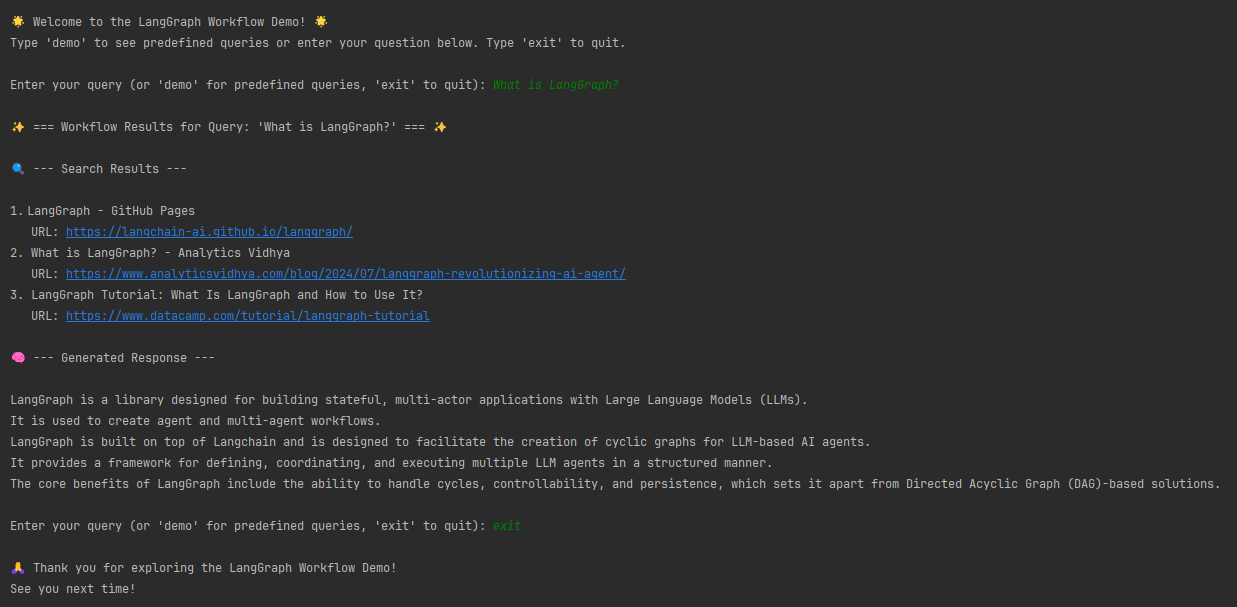 🌟 Welcome to the LangGraph Workflow Demo! 🌟
Type 'demo' to see predefined queries or enter your question below. Type 'exit' to quit.
Enter your query (or 'demo' for predefined queries, 'exit' to quit): What is LangGraph?
✨ === Workflow Results for Query: 'What is LangGraph?' === ✨
🔍 --- Search Results ---
1. LangGraph - GitHub Pages
URL: https://langchain-ai.github.io/langgraph/
2. What is LangGraph? - Analytics Vidhya
URL: https://www.analyticsvidhya.com/blog/2024/07/langgraph-revolutionizing-ai-agent/
3. LangGraph Tutorial: What Is LangGraph and How to Use It?
URL: https://www.datacamp.com/tutorial/langgraph-tutorial
🧠 --- Generated Response ---
LangGraph is a library designed for building stateful, multi-actor applications with Large Language Models (LLMs).
It is used to create agent and multi-agent workflows.
LangGraph is built on top of Langchain and is designed to facilitate the creation of cyclic graphs for LLM-based AI agents.
It provides a framework for defining, coordinating, and executing multiple LLM agents in a structured manner.
The core benefits of LangGraph include the ability to handle cycles, controllability, and persistence, which sets it apart from Directed Acyclic Graph (DAG)-based solutions.
Enter your query (or 'demo' for predefined queries, 'exit' to quit): exit
🙏 Thank you for exploring the LangGraph Workflow Demo!
See you next time!